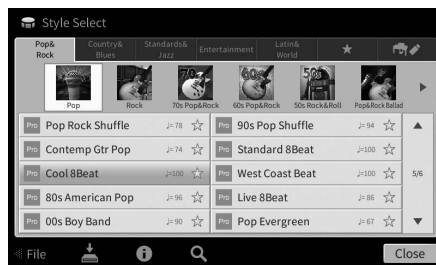 Style Select
Pop& Rock
Country& Blues
Standards& Jazz
Entertainment
Latin& World
Pop
Rock
70s Pop&Rock
60s Pop&Rock
50s Rock&Roll
Pop&Rock Ballad
Pro Pop Rock Shuffle ♩= 78
Pro 90s Pop Shuffle ♩= 94
Pro Contemp Gtr Pop ♩= 74
Pro Standard 8Beat ♩=100
Pro Cool 8Beat ♩=100
Pro West Coast Beat ♩=100
5/6
Pro 80s American Pop ♩= 96
Pro Live 8Beat ♩= 86
Pro 00s Boy Band ♩= 90
Pro Pop Evergreen ♩= 67
File
Close